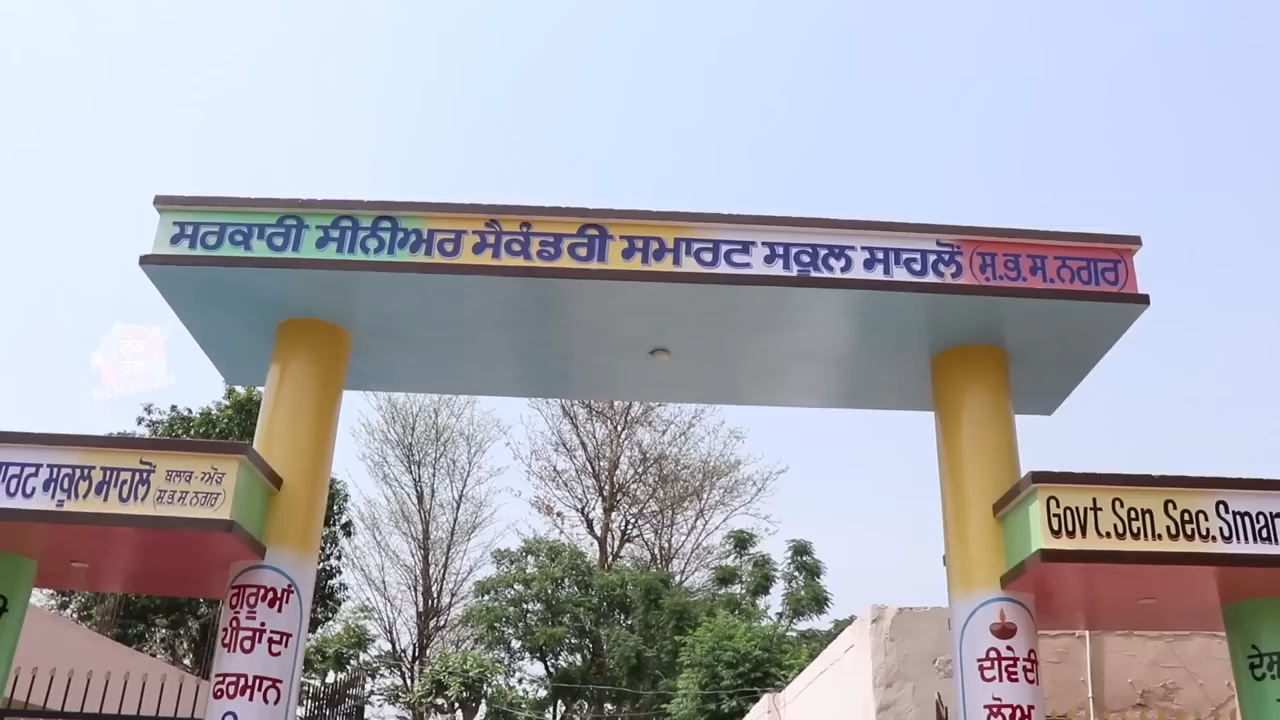 ਸਰਕਾਰੀ ਸੀਨੀਅਰ ਸੈਕੰਡਰੀ ਸਮਾਰਟ ਸਕੂਲ ਸਾਹਲੋਂ (ਸ਼.ਭ.ਸ.ਨਗਰ)
ਸਕੂਲ ਸਾਹਲੋਂ
ਬਲਾਕ-ਔੜ
(ਸ਼.ਭ.ਸ.ਨਗਰ)
Govt.Sen.Sec.Smar
ਗੁਰੂਆਂ
ਪੀਰਾਂ ਦਾ
ਫਰਮਾਨ
ਦੀਵੇ ਦੀ